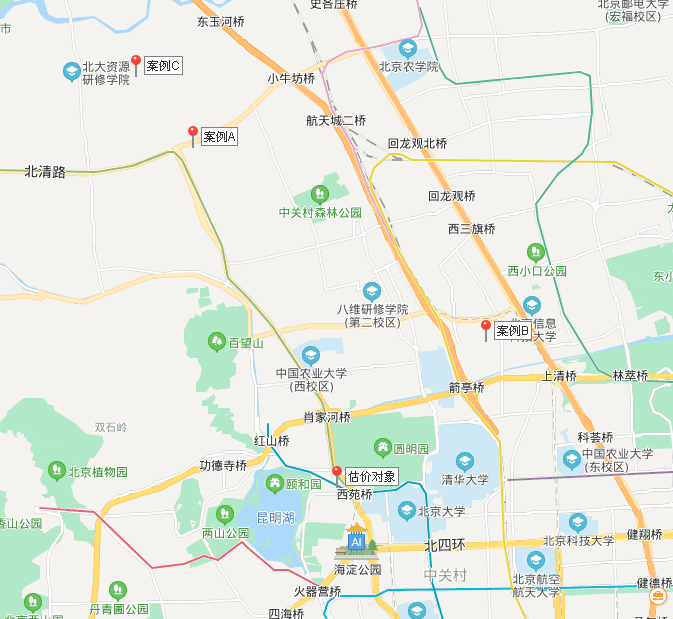 史各庄桥
北京邮电大学
(宏福校区)
东玉河桥
市
北大资源
研修学院
案例C
小牛坊桥
北京农学院
航天城二桥
案例A
回龙观北桥
北清路
回龙观桥
中关村森林公园
西三旗桥
西小口公园
东小
八维研修学院
(第二校区)
案例B
百望山
中国农业大学
(西校区)
上清桥
林萃桥
箭亭桥
肖家河桥
双石岭
红山桥
圆明园
科荟桥
中国农业大学
(东校区)
北京植物园
功德寺桥
估价对象
清华大学
颐和园
西苑桥
昆明湖
北京大学
香山公园
两山公园
AI
北四环
北京科技大学
健翔桥
海淀公园
中关村
北京航空
航天大学
健德桥
火器营桥
丹青圃公园
四海桥